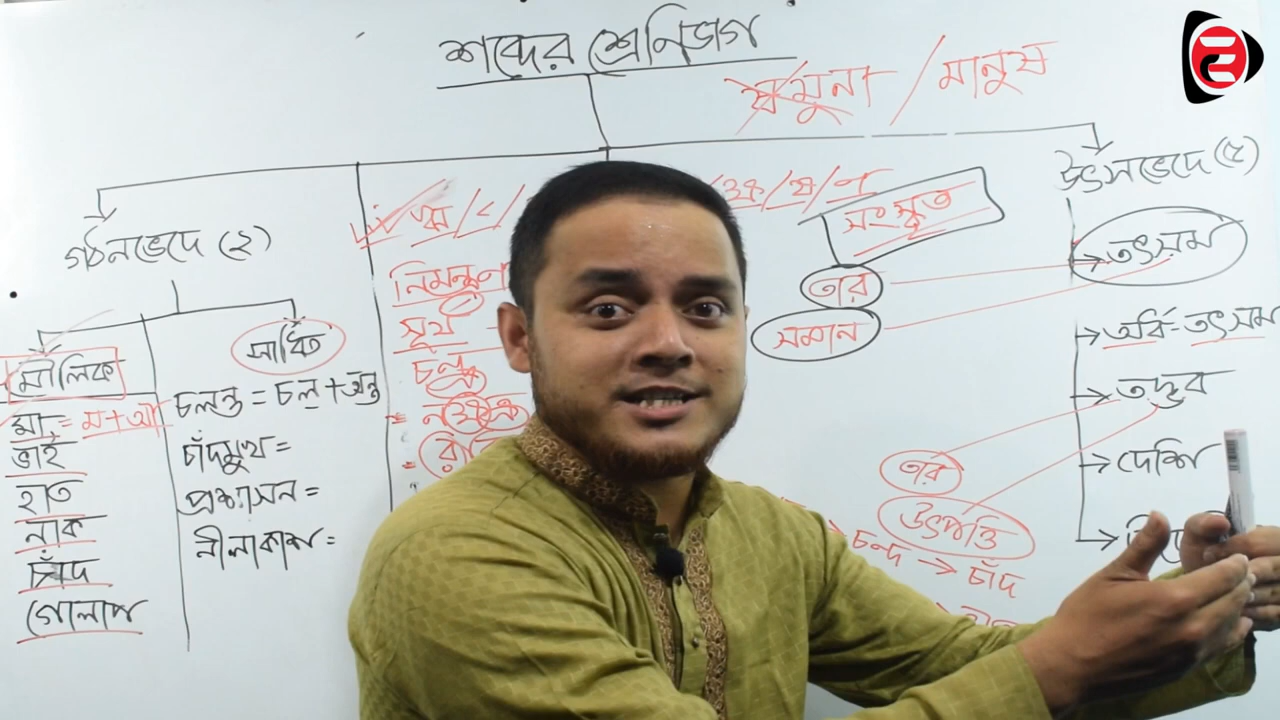 শব্দের শ্রেনিভাগ
যমুনা / মানুষ
উৎসভেদে (৫)
গঠনভেদে (২)
সংস্কৃত
তৎসম
নিমন্ত্রণ
তার
সূর্য
সমান
অর্ধ-তৎসম
মৌলিক
সাধিত
তদ্ভব
মা = ম+আ
চলন্ত = চল্+অন্ত
ভাই
চাঁদমুখ =
তার
দেশি
হাত
প্রশাসন =
উৎপত্তি
নাক
নীলাকাশ =
চন্দ → চাঁদ
চাঁদ
গোলাপ